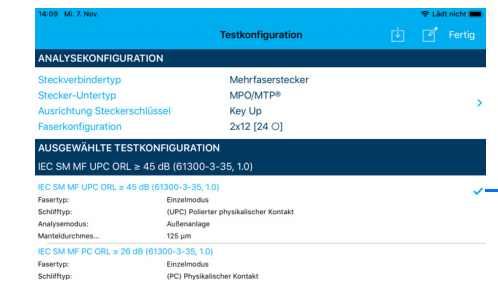 14:09 Mi. 7. Nov. Lädt nicht
Testkonfiguration Fertig
ANALYSEKONFIGURATION
Steckverbindertyp Mehrfaserstecker
Stecker-Untertyp MPO/MTP®
Ausrichtung Steckerschlüssel Key Up
Faserkonfiguration 2x12 [24 O]
AUSGEWÄHLTE TESTKONFIGURATION
IEC SM MF UPC ORL ≥ 45 dB (61300-3-35, 1.0)
IEC SM MF UPC ORL ≥ 45 dB (61300-3-35, 1.0)
Fasertyp: Einzelmodus
Schlifftyp: (UPC) Polierter physikalischer Kontakt
Analysemodus: Außenanlage
Manteldurchmes... 125 µm
IEC SM MF PC ORL ≥ 26 dB (61300-3-35, 1.0)
Fasertyp: Einzelmodus
Schlifftyp: (PC) Physikalischer Kontakt